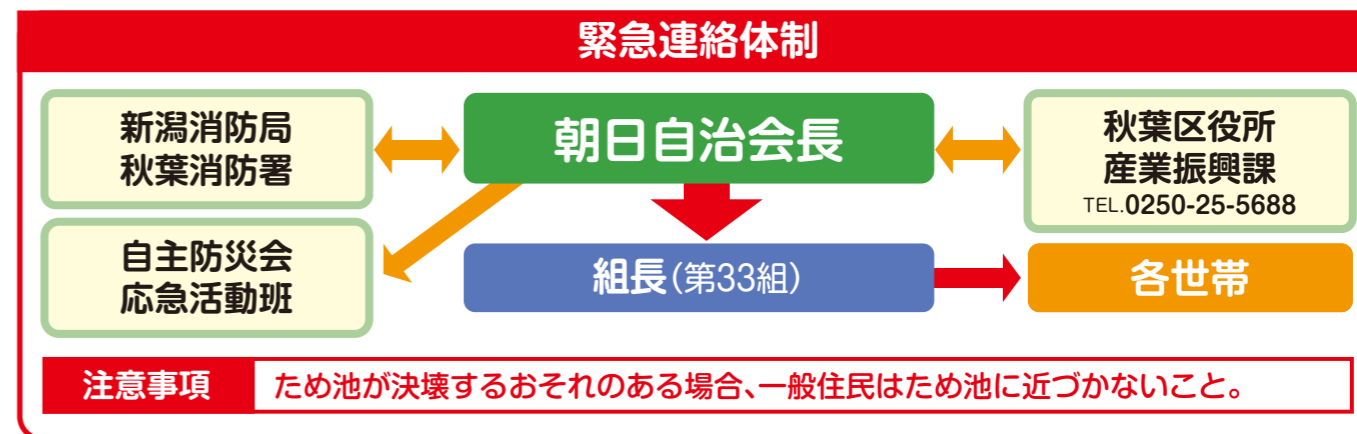 緊急連絡体制
新潟消防局
秋葉消防署
朝日自治会長
秋葉区役所
産業振興課
TEL.0250-25-5688
自主防災会
応急活動班
組長(第33組)
各世帯
注意事項
ため池が決壊するおそれのある場合、一般住民はため池に近づかないこと。